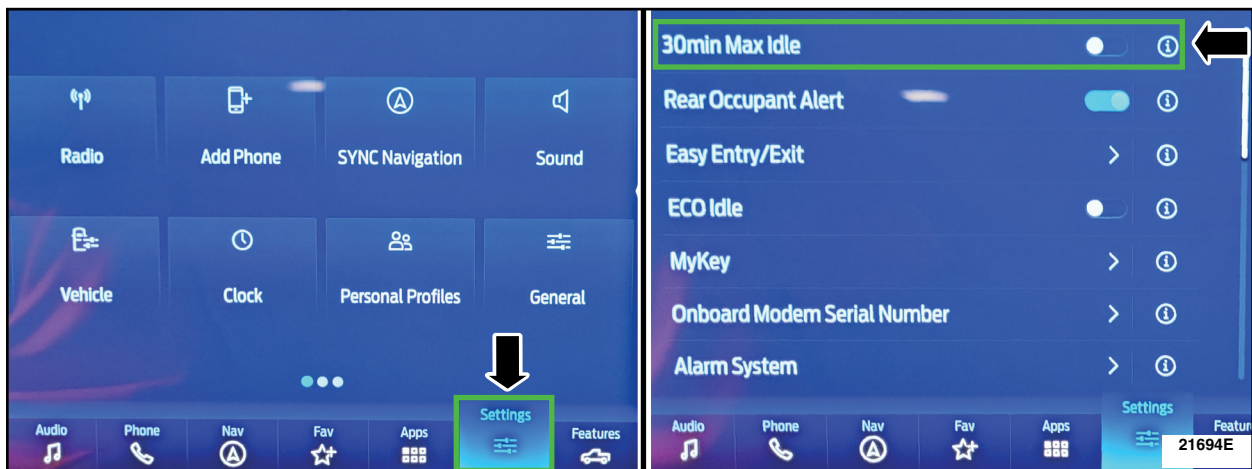 Radio
Add Phone
SYNC Navigation
Sound
Vehicle
Clock
Personal Profiles
General
Audio
Phone
Nav
Fav
Apps
Settings
Features
30min Max Idle
Rear Occupant Alert
Easy Entry/Exit
ECO Idle
MyKey
Onboard Modem Serial Number
Alarm System
Audio
Phone
Nav
Fav
Apps
Settings
Featur
21694E